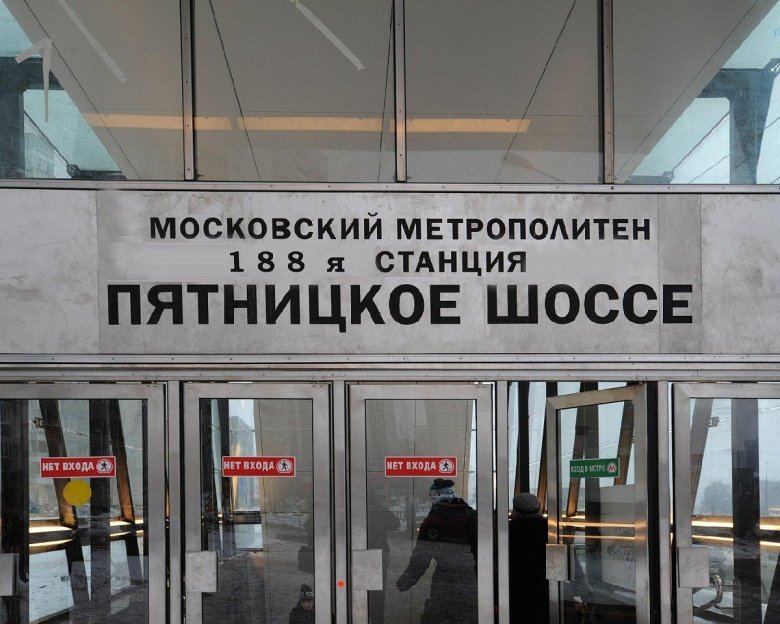 МОСКОВСКИЙ МЕТРОПОЛИТЕН
188 я СТАНЦИЯ
ПЯТНИЦКОЕ ШОССЕ
НЕТ ВХОДА
НЕТ ВХОДА
НЕТ ВХОДА
ВХОД В МЕТРО